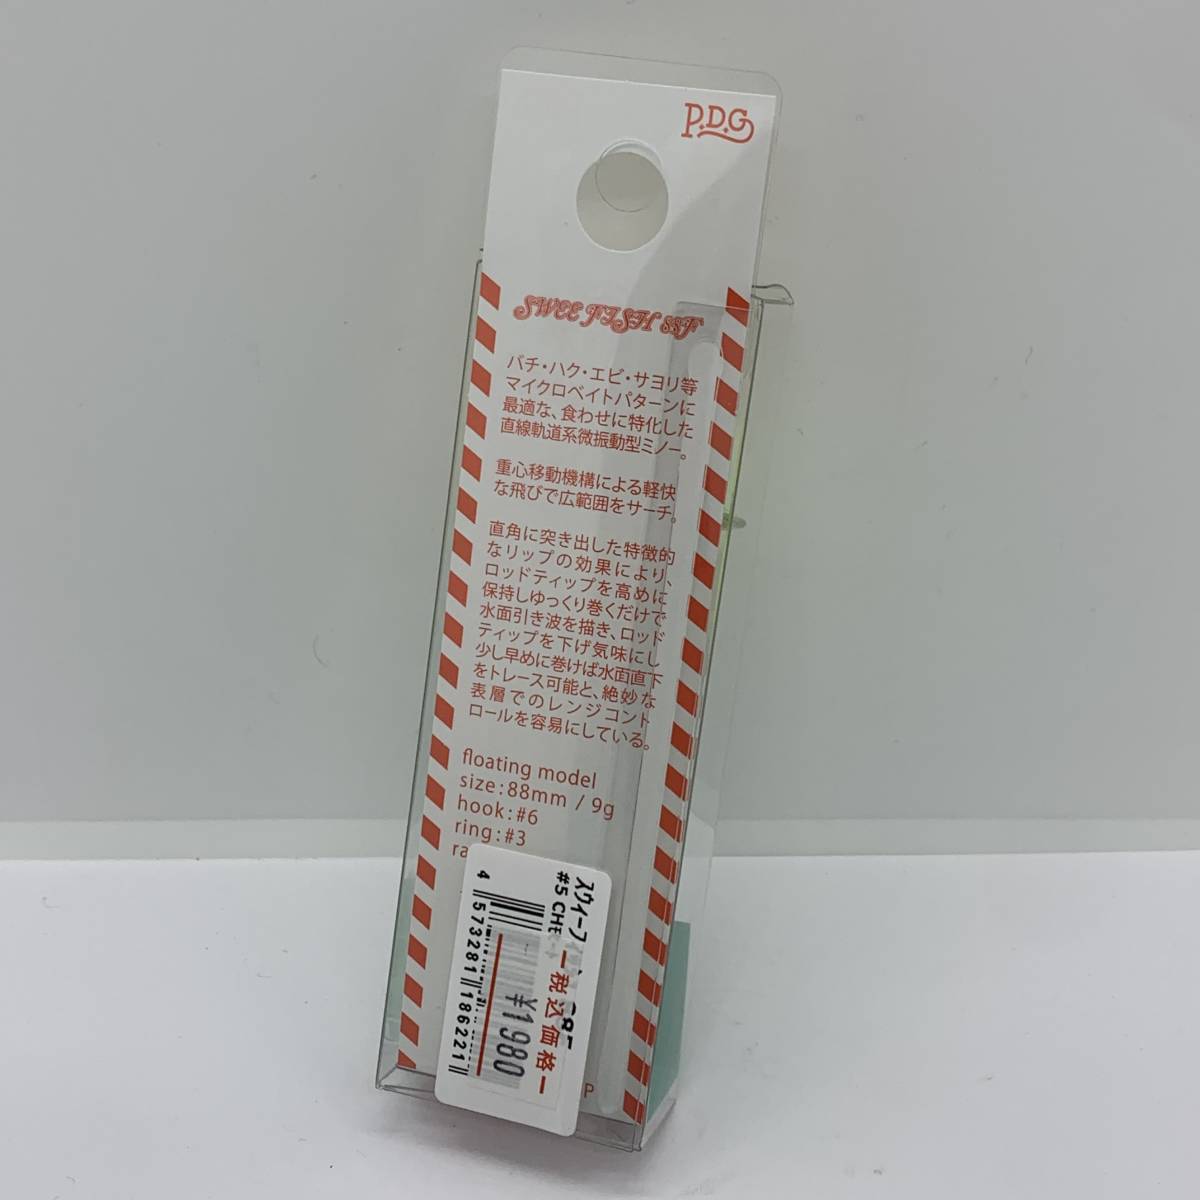 P.D.G
SWEE FISH 88F
バチ・ハク・エビ・サヨリ等
マイクロベイトパターンに
最適な、食わせに特化した
直線軌道系微振動型ミノー。
重心移動機構による軽快
な飛びで広範囲をサーチ。
直角に突き出した特徴的
なリップの効果により、
ロッドティップを高めに
保持しゆっくり巻くだけで
水面引き波を描き、ロッド
ティップを下げ気味にし
少し早めに巻けば水面直下
をトレース可能と、絶妙な
表層でのレンジコント
ロールを容易にしている。
floating model
size:88mm / 9g
hook:#6
ring:#3
ra
スウィーフィ
#5 CHE
税込価格
¥1980
4 573281 186221
P